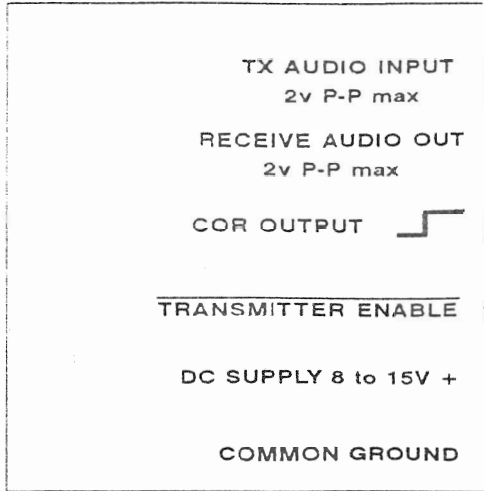 TX AUDIO INPUT
2v P-P max
RECEIVE AUDIO OUT
2v P-P max
COR OUTPUT
TRANSMITTER ENABLE
DC SUPPLY 8 to 15V +
COMMON GROUND